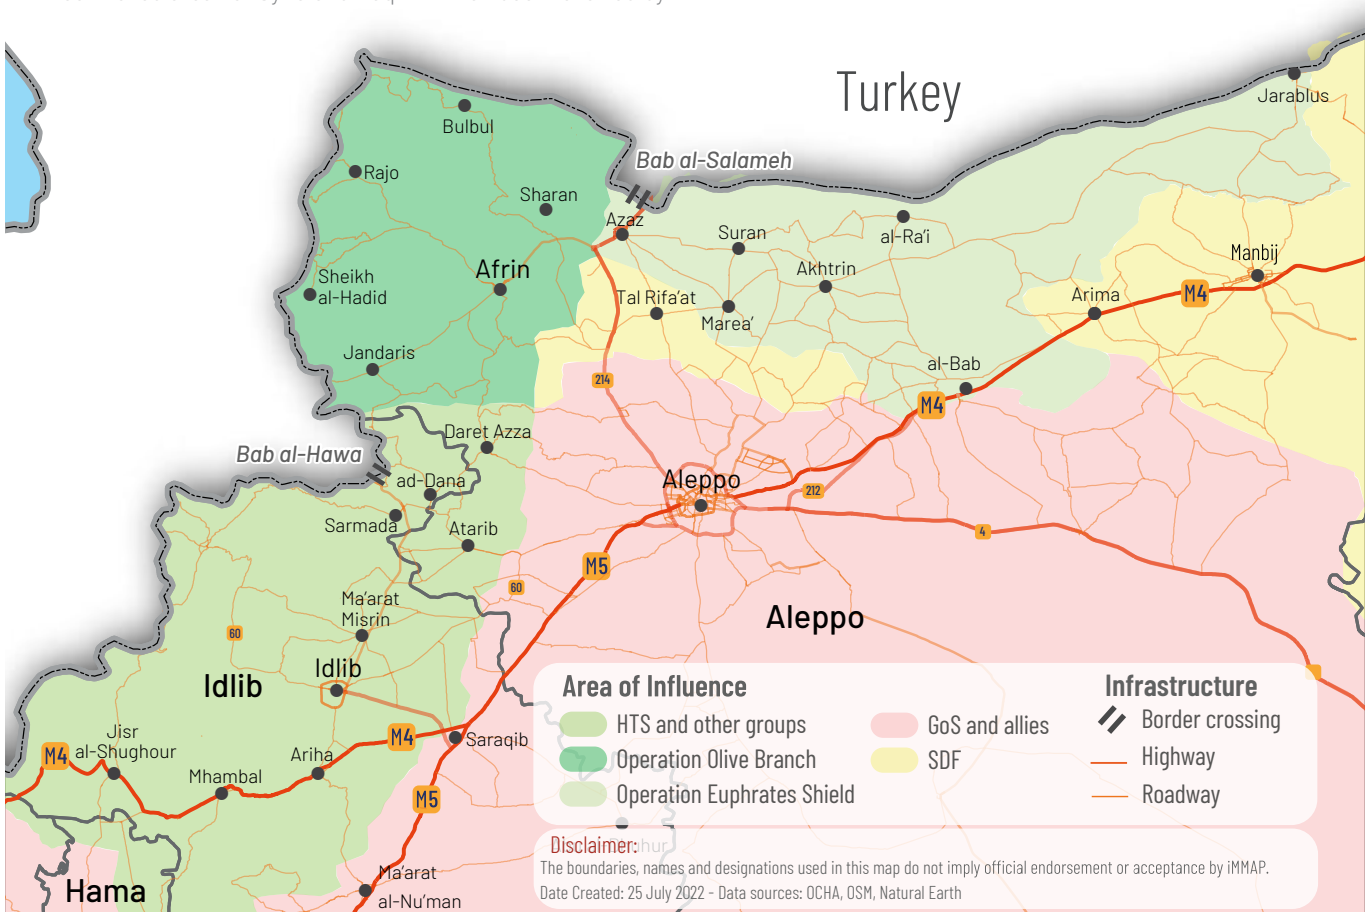 Turkey
Jarablus
Bulbul
Bab al-Salameh
Rajo
Sharan
Azaz
Suran
al-Ra'i
Manbij
Afrin
Akhtrin
Sheikh
al-Hadid
Tal Rifa'at
Arima
M4
Marea'
Jandaris
al-Bab
214
M4
Daret Azza
Bab al-Hawa
ad-Dana
Aleppo
212
Sarmada
Atarib
4
M5
60
Ma'arat
Misrin
Aleppo
60
Idlib
Idlib
Jisr
al-Shughour
M4
M4
Saraqib
Ariha
Mhambal
M5
Ma'arat
al-Nu'man
Hama
Area of Influence
HTS and other groups
Operation Olive Branch
Operation Euphrates Shield
GoS and allies
SDF
Infrastructure
Border crossing
Highway
Roadway
Disclaimer:
The boundaries, names and designations used in this map do not imply official endorsement or acceptance by iMMAP.
Date Created: 25 July 2022 - Data sources: OCHA, OSM, Natural Earth